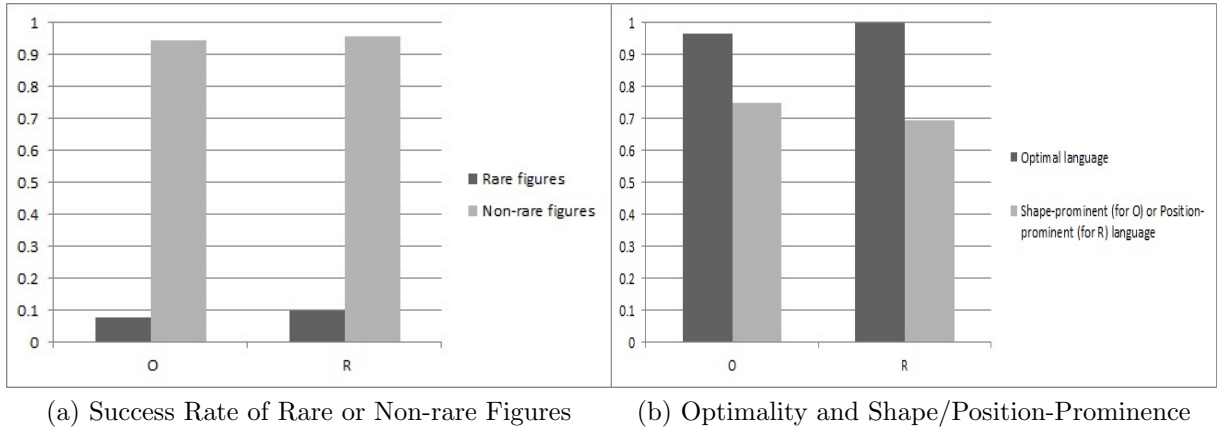 1
0.9
0.8
0.7
0.6
0.5
0.4
0.3
0.2
0.1
0
O R
Rare figures
Non-rare figures
1
0.9
0.8
0.7
0.6
0.5
0.4
0.3
0.2
0.1
0
O R
Optimal language
Shape-prominent (for O) or Position-
prominent (for R) language
(a) Success Rate of Rare or Non-rare Figures
(b) Optimality and Shape/Position-Prominence